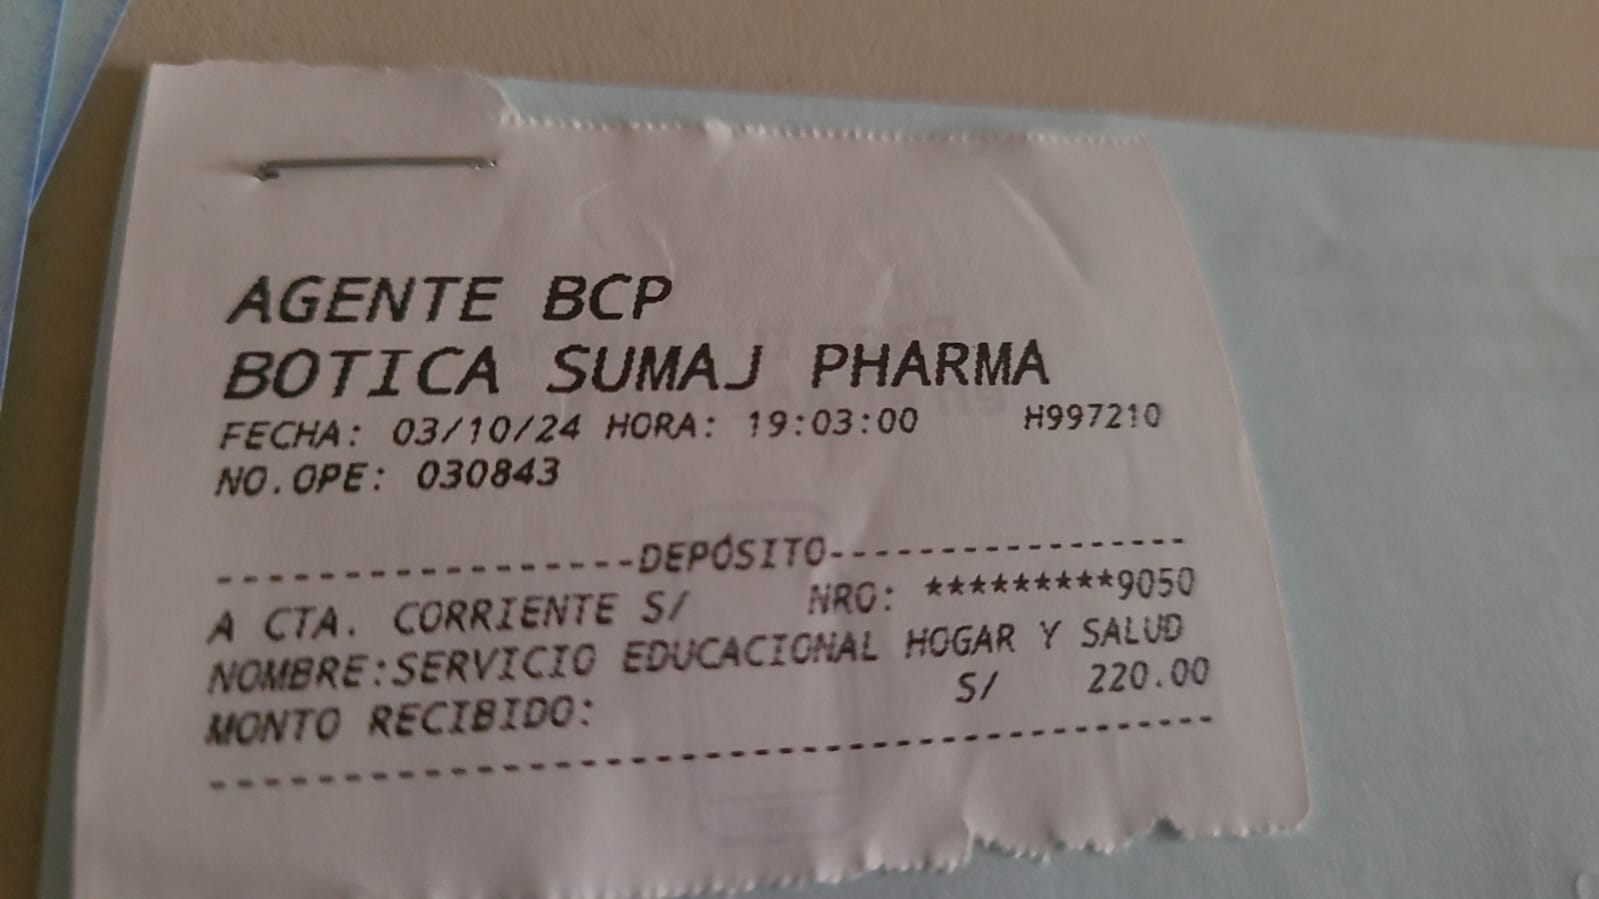 AGENTE BCP
BOTICA SUMAJ PHARMA
FECHA: 03/10/24 HORA: 19:03:00 H997210
NO.OPE: 030843
------------------DEPÓSITO-----------------
A CTA. CORRIENTE S/ NRO: *********9050
NOMBRE:SERVICIO EDUCACIONAL HOGAR Y SALUD
MONTO RECIBIDO: S/ 220.00
-------------------------------------------